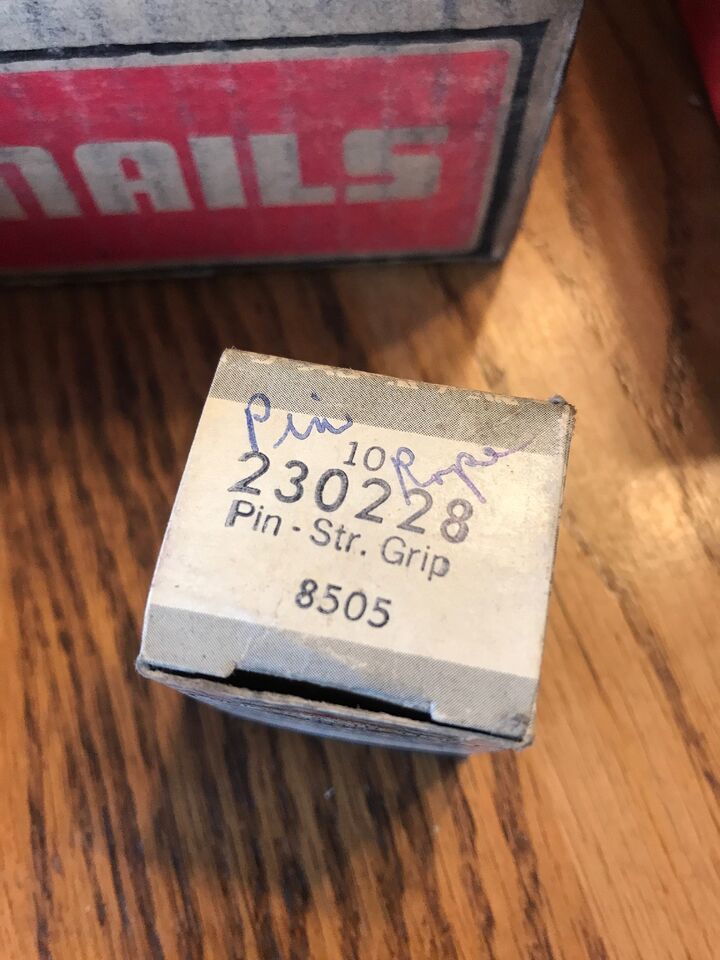 NAILS
Pin
10 Rope
230228
Pin - Str. Grip
8505